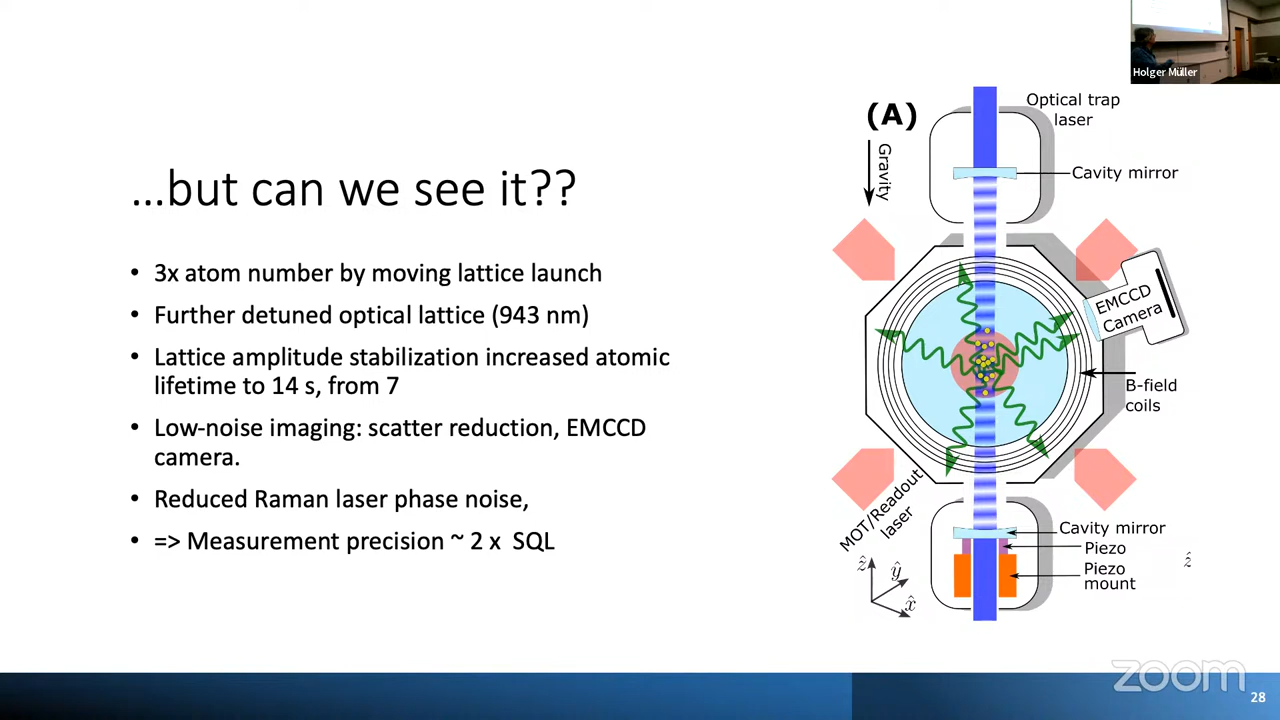 Holger Müller
…but can we see it??
• 3x atom number by moving lattice launch
• Further detuned optical lattice (943 nm)
• Lattice amplitude stabilization increased atomic
lifetime to 14 s, from 7
• Low-noise imaging: scatter reduction, EMCCD
camera.
• Reduced Raman laser phase noise,
• => Measurement precision ~ 2 x SQL
(A)
Gravity
Optical trap
laser
Cavity mirror
EMCCD
Camera
B-field
coils
MOT/Readout
laser
Cavity mirror
Piezo
Piezo
mount
ẑ
ŷ
x̂
ẑ
zoom
28